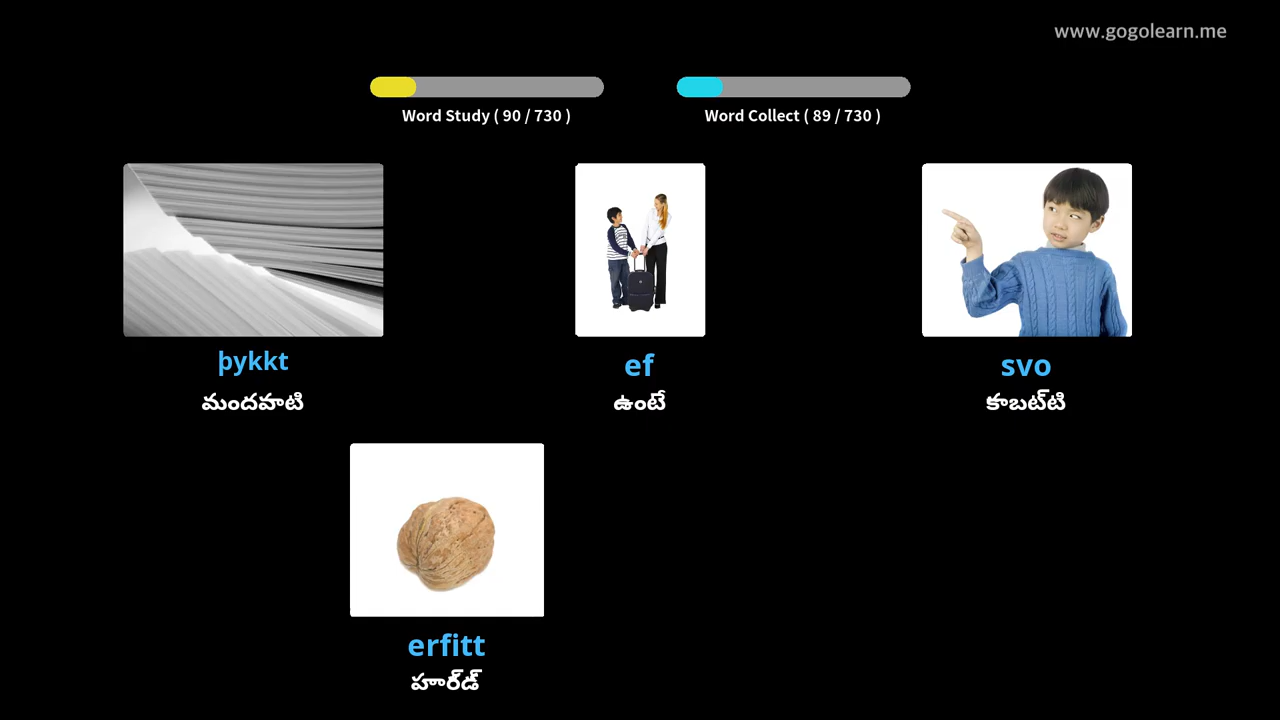 www.gogolearn.me
Word Study ( 90 / 730 )
Word Collect ( 89 / 730 )
þykkt
ef
svo
మందపాటి
ఉంటే
కాబట్‌టి
erfitt
హార్‌డ్